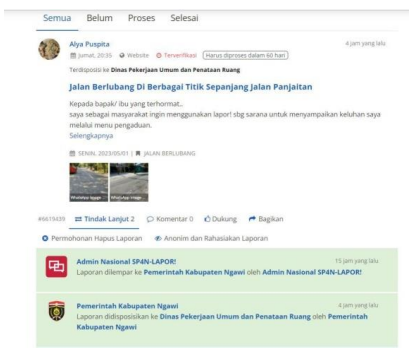 Semua Belum Proses Selesai
Alya Puspita 4 jam yang lalu
Jumat, 20:35 Website Terverifikasi Harus diproses dalam 60 hari
Terdisposisi ke Dinas Pekerjaan Umum dan Penataan Ruang
Jalan Berlubang Di Berbagai Titik Sepanjang Jalan Panjaitan
Kepada bapak/ ibu yang terhormat..
saya sebagai masyarakat ingin menggunakan lapor! sbg sarana untuk menyampaikan keluhan saya
melalui menu pengaduan.
Selengkapnya
SENIN, 2023/05/01 | JALAN BERLUBANG
WhatsApp Image WhatsApp Image
#6619439 Tindak Lanjut 2 Komentar 0 Dukung Bagikan
Permohonan Hapus Laporan Anonim dan Rahasiakan Laporan
Admin Nasional SP4N-LAPOR! 15 jam yang lalu
Laporan dilempar ke Pemerintah Kabupaten Ngawi oleh Admin Nasional SP4N-LAPOR!
Pemerintah Kabupaten Ngawi 4 jam yang lalu
Laporan didisposisikan ke Dinas Pekerjaan Umum dan Penataan Ruang oleh Pemerintah
Kabupaten Ngawi